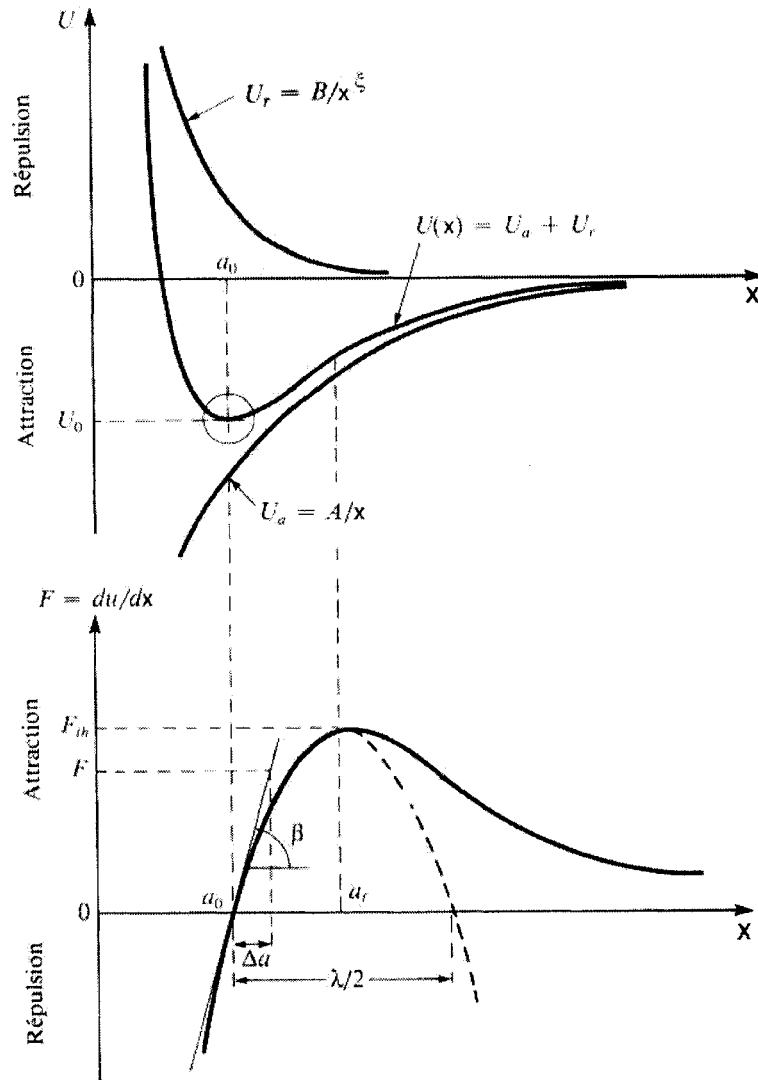 U
Répulsion
U_r = B/x^ξ
U(x) = U_a + U_r
a_0
0
x
Attraction
U_0
U_a = A/x
F = du/dx
Attraction
F_th
F
β
a_0
a_r
0
x
Δa
λ/2
Répulsion